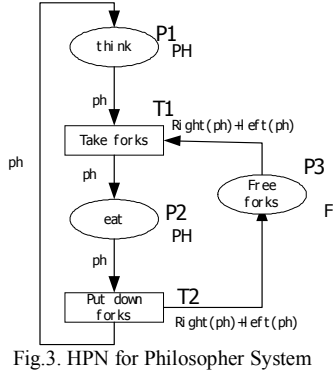 think
P1
PH
ph
T1
Right(ph)+left(ph)
Take forks
ph
ph
P3
Free
forks
F
eat
P2
PH
ph
Put down
forks
T2
Right(ph)+left(ph)
Fig.3. HPN for Philosopher System